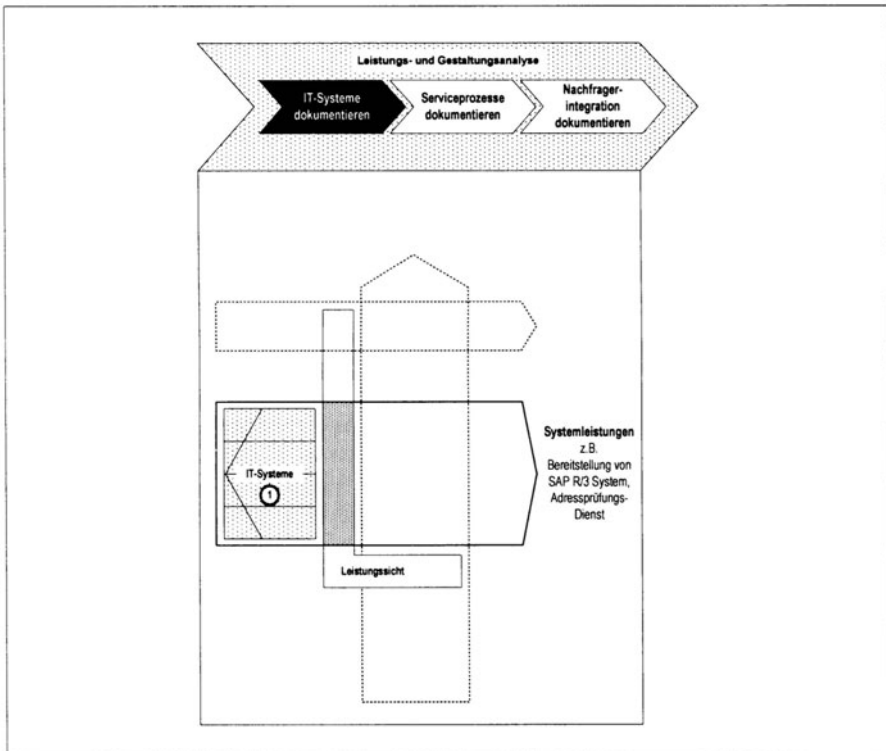 Leistungs- und Gestaltungsanalyse
IT-Systeme
dokumentieren
Serviceprozesse
dokumentieren
Nachfrager-
integration
dokumentieren
IT-Systeme
1
Systemleistungen
z.B.
Bereitstellung von
SAP R/3 System,
Adressprüfungs-
Dienst
Leistungssicht